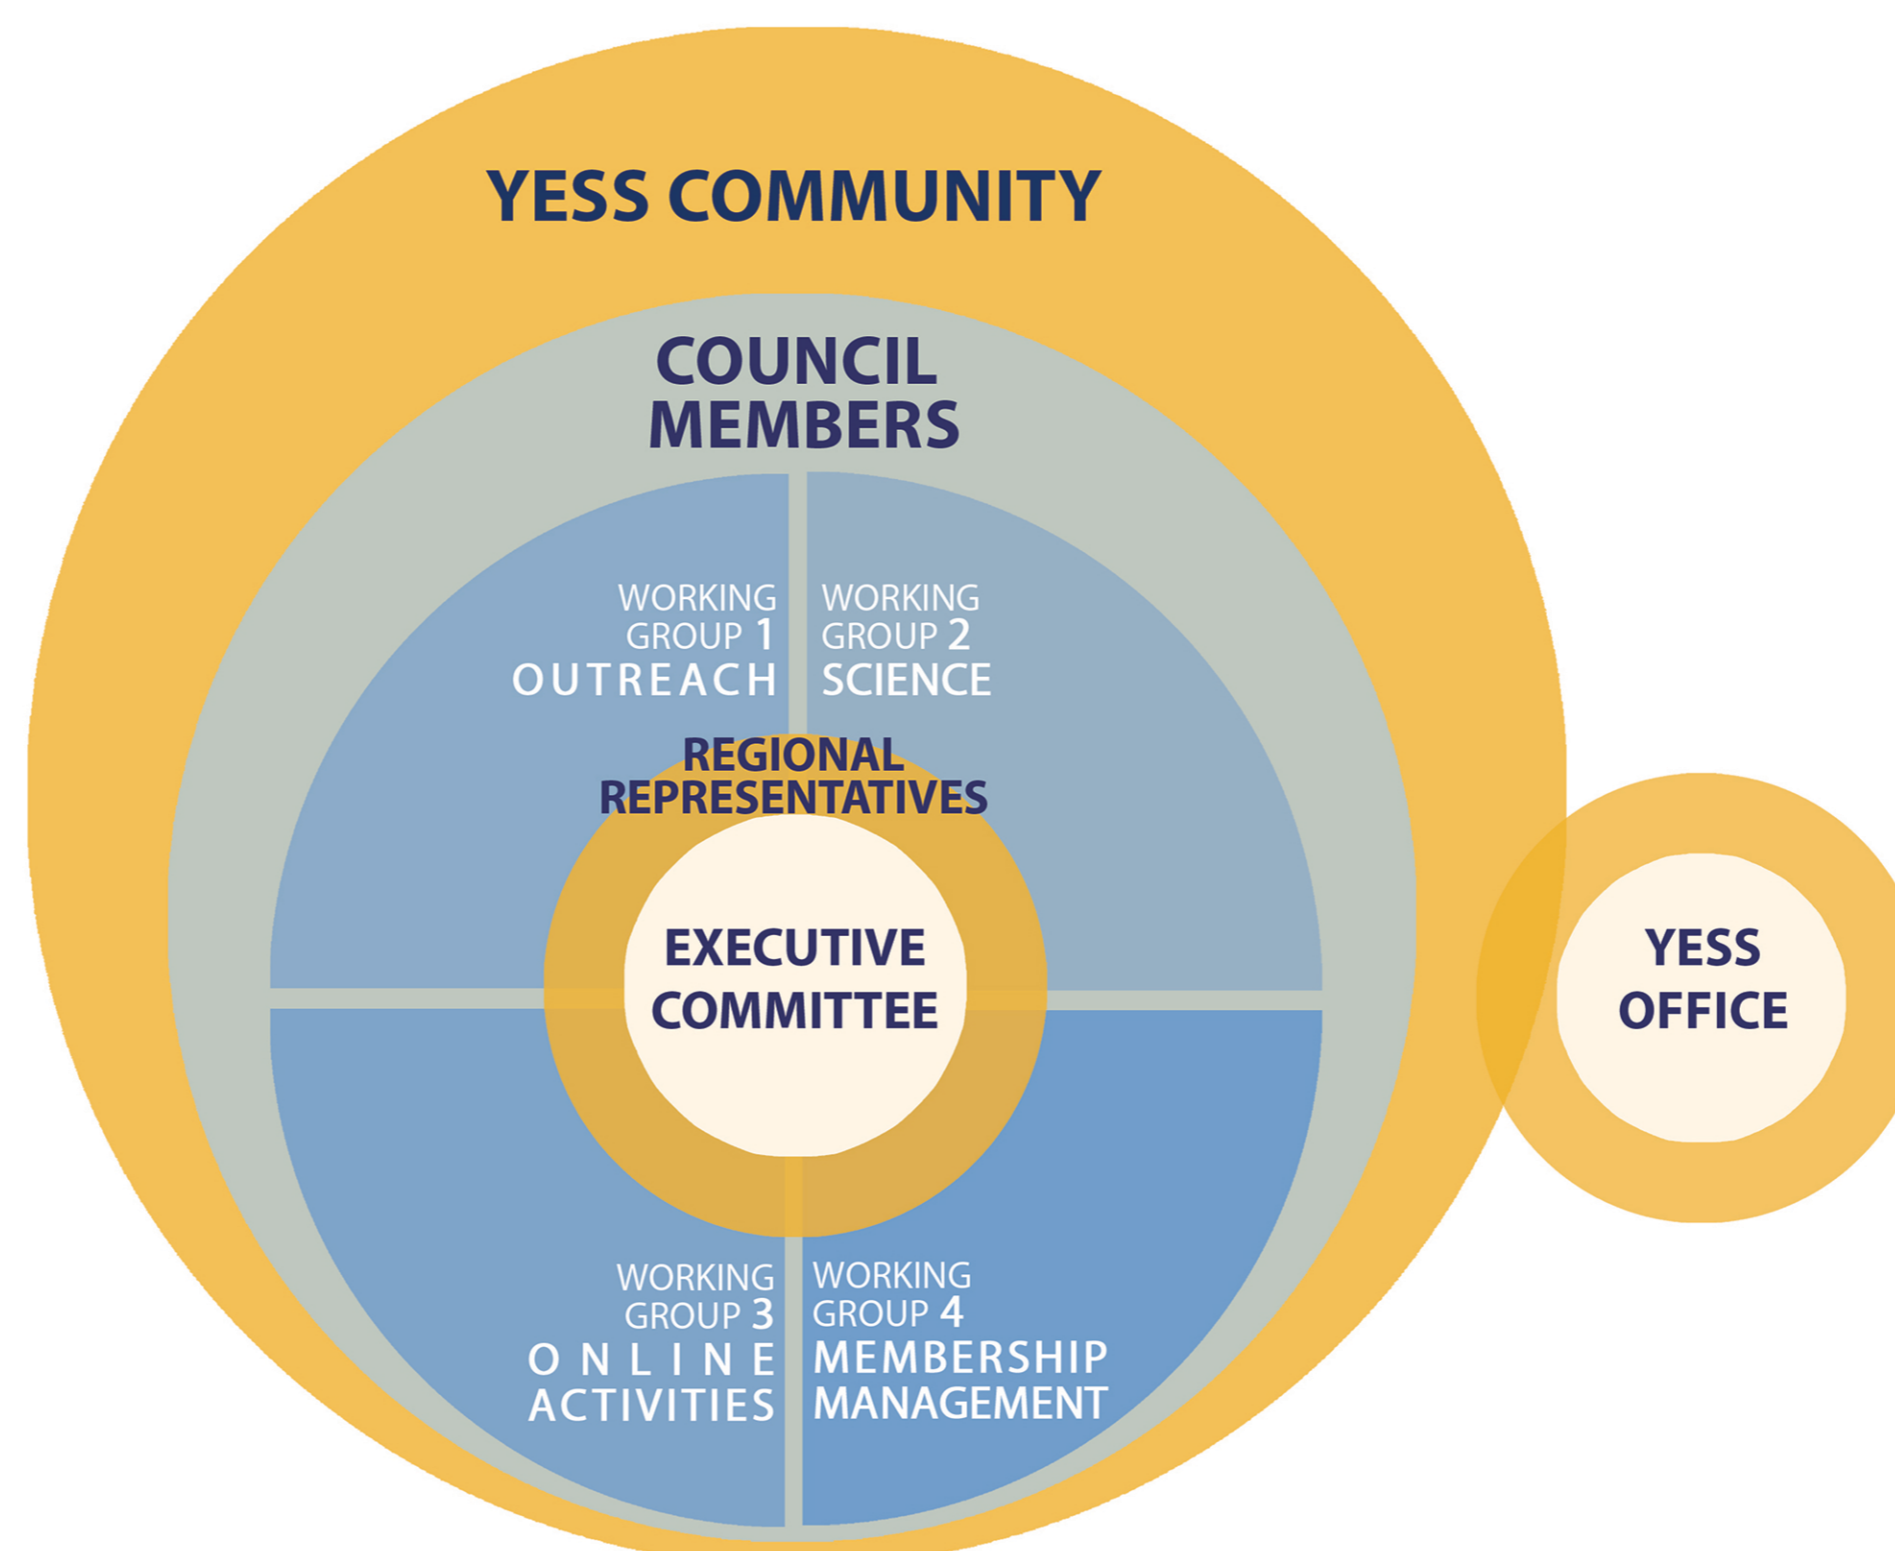 YESS COMMUNITY
COUNCIL
MEMBERS
WORKING
GROUP 1
OUTREACH
WORKING
GROUP 2
SCIENCE
REGIONAL
REPRESENTATIVES
EXECUTIVE
COMMITTEE
YESS
OFFICE
WORKING
GROUP 3
ONLINE
ACTIVITIES
WORKING
GROUP 4
MEMBERSHIP
MANAGEMENT